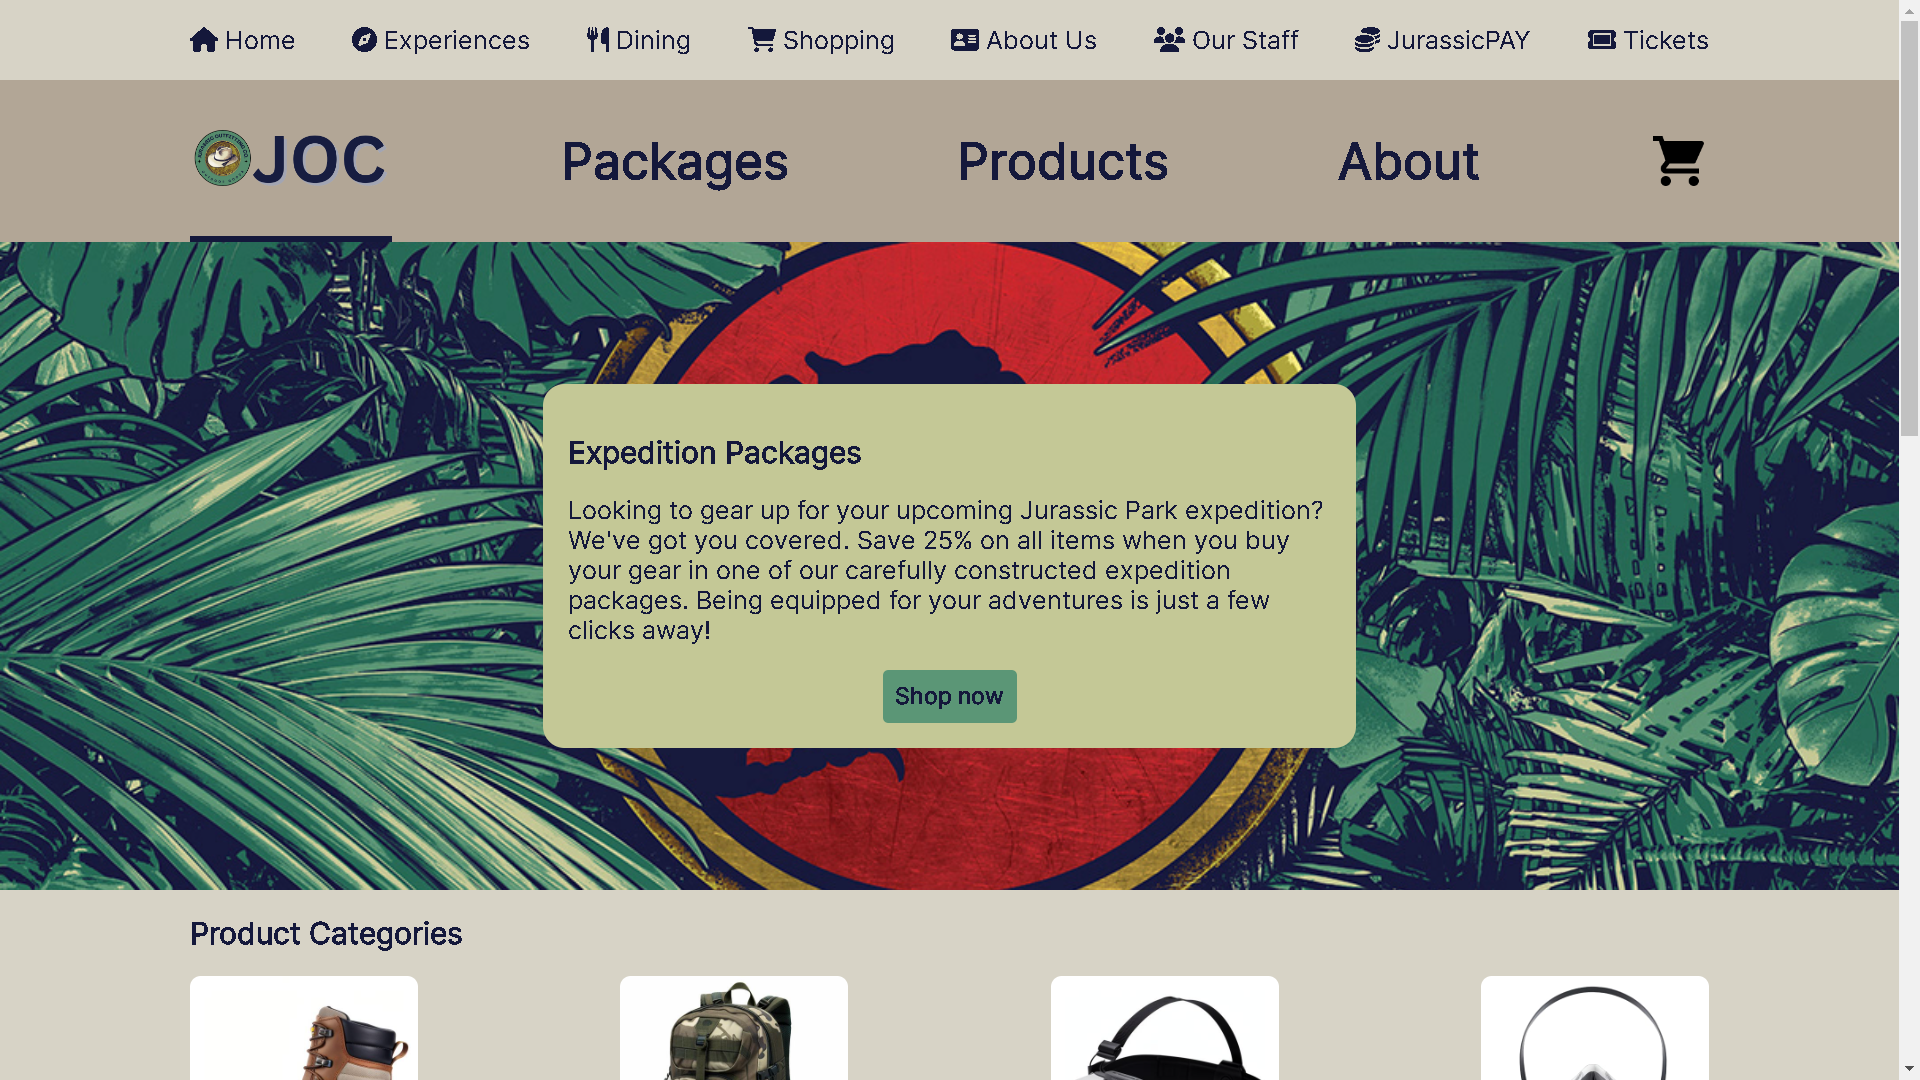 Home Experiences Dining Shopping About Us Our Staff JurassicPAY Tickets
JOC Packages Products About
Expedition Packages
Looking to gear up for your upcoming Jurassic Park expedition?
We've got you covered. Save 25% on all items when you buy
your gear in one of our carefully constructed expedition
packages. Being equipped for your adventures is just a few
clicks away!
Shop now
Product Categories